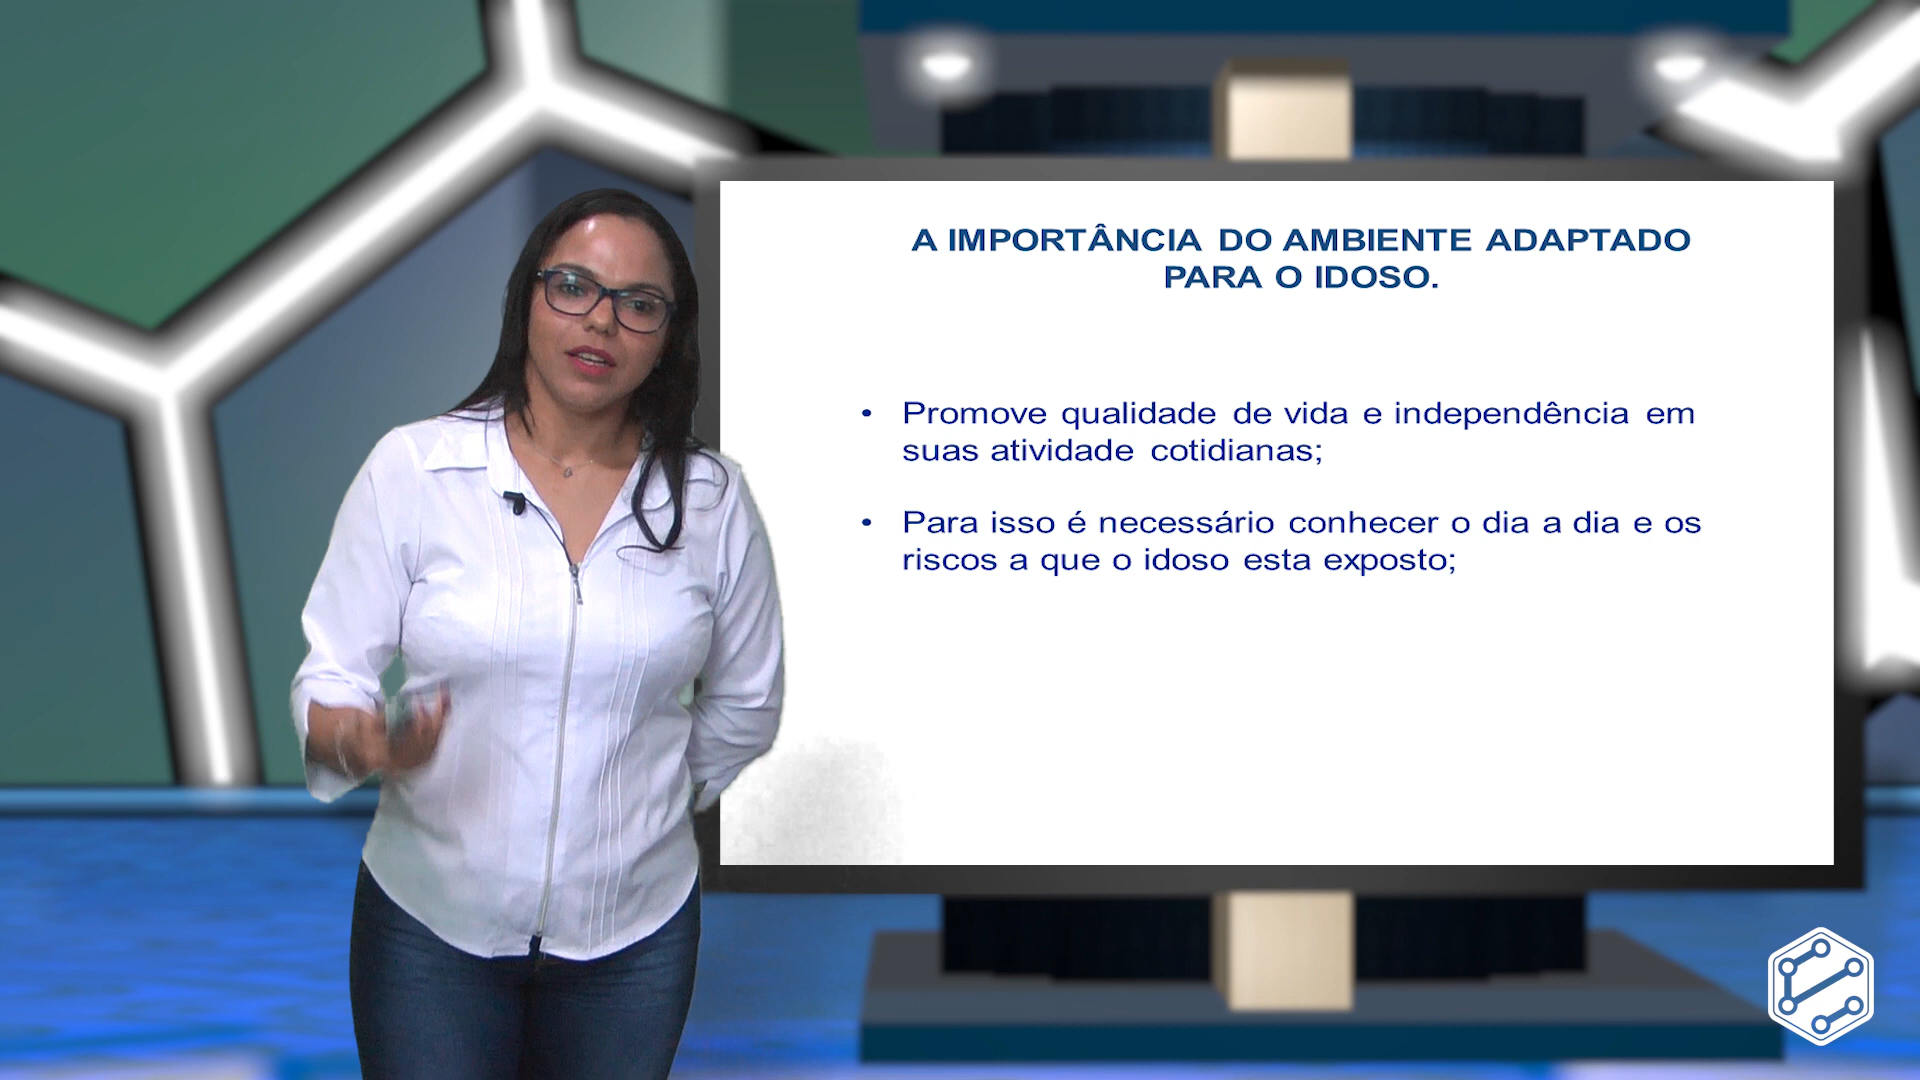 A IMPORTÂNCIA DO AMBIENTE ADAPTADO
PARA O IDOSO.
• Promove qualidade de vida e independência em
suas atividade cotidianas;
• Para isso é necessário conhecer o dia a dia e os
riscos a que o idoso esta exposto;